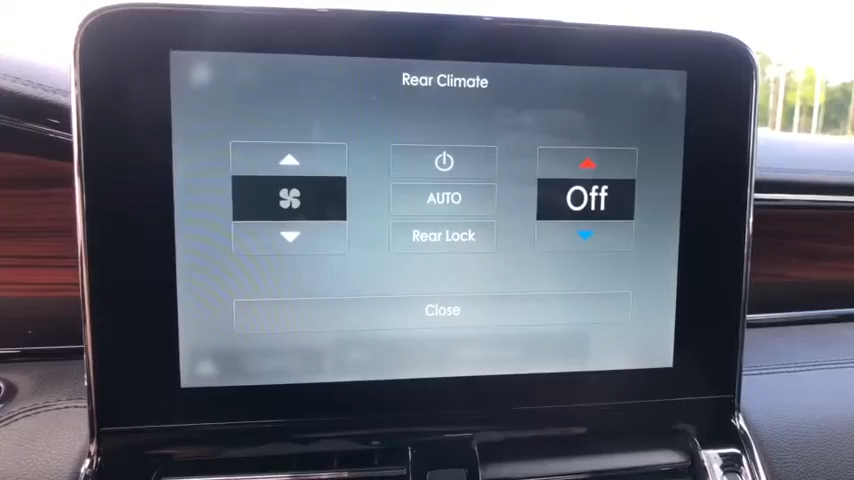 Rear Climate
AUTO
Off
Rear Lock
Close